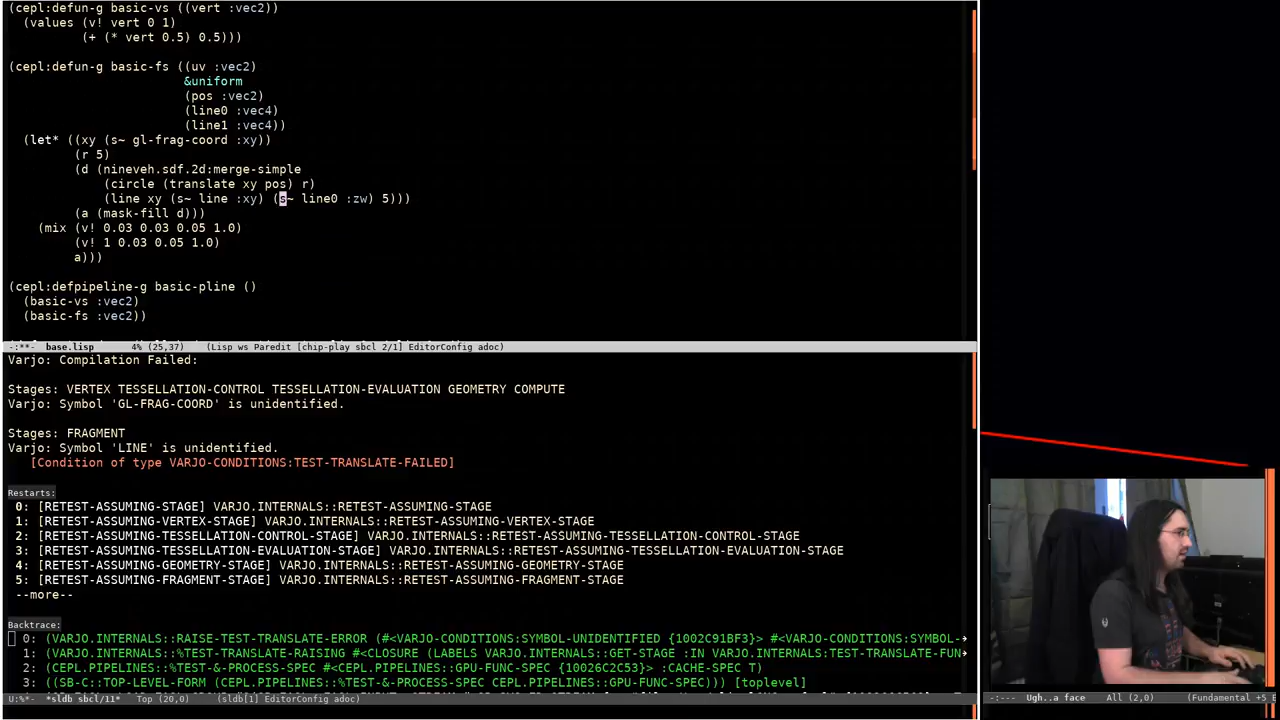 (cepl:defun-g basic-vs ((vert :vec2))
(values (v! vert 0 1)
(+ (* vert 0.5) 0.5)))
(cepl:defun-g basic-fs ((uv :vec2)
&uniform
(pos :vec2)
(line0 :vec4)
(line1 :vec4))
(let* ((xy (s~ gl-frag-coord :xy))
(r 5)
(d (nineveh.sdf.2d:merge-simple
(circle (translate xy pos) r)
(line xy (s~ line :xy) (s~ line0 :zw) 5)))
(a (mask-fill d)))
(mix (v! 0.03 0.03 0.05 1.0)
(v! 1 0.03 0.05 1.0)
a)))
(cepl:defpipeline-g basic-pline ()
(basic-vs :vec2)
(basic-fs :vec2))
-:**- base.lisp 4% (25,37) (Lisp ws Paredit [chip-play sbcl 2/1] EditorConfig adoc)
Varjo: Compilation Failed:
Stages: VERTEX TESSELLATION-CONTROL TESSELLATION-EVALUATION GEOMETRY COMPUTE
Varjo: Symbol 'GL-FRAG-COORD' is unidentified.
Stages: FRAGMENT
Varjo: Symbol 'LINE' is unidentified.
[Condition of type VARJO-CONDITIONS:TEST-TRANSLATE-FAILED]
Restarts:
0: [RETEST-ASSUMING-STAGE] VARJO.INTERNALS::RETEST-ASSUMING-STAGE
1: [RETEST-ASSUMING-VERTEX-STAGE] VARJO.INTERNALS::RETEST-ASSUMING-VERTEX-STAGE
2: [RETEST-ASSUMING-TESSELLATION-CONTROL-STAGE] VARJO.INTERNALS::RETEST-ASSUMING-TESSELLATION-CONTROL-STAGE
3: [RETEST-ASSUMING-TESSELLATION-EVALUATION-STAGE] VARJO.INTERNALS::RETEST-ASSUMING-TESSELLATION-EVALUATION-STAGE
4: [RETEST-ASSUMING-GEOMETRY-STAGE] VARJO.INTERNALS::RETEST-ASSUMING-GEOMETRY-STAGE
5: [RETEST-ASSUMING-FRAGMENT-STAGE] VARJO.INTERNALS::RETEST-ASSUMING-FRAGMENT-STAGE
--more--
Backtrace:
0: (VARJO.INTERNALS::RAISE-TEST-TRANSLATE-ERROR (#<VARJO-CONDITIONS:SYMBOL-UNIDENTIFIED {1002C91BF3}> #<VARJO-CONDITIONS:SYMBOL-
1: (VARJO.INTERNALS::%TEST-TRANSLATE-RAISING #<CLOSURE (LABELS VARJO.INTERNALS::GET-STAGE :IN VARJO.INTERNALS:TEST-TRANSLATE-FUN
2: (CEPL.PIPELINES::%TEST-&-PROCESS-SPEC #<CEPL.PIPELINES::GPU-FUNC-SPEC {10026C2C53}> :CACHE-SPEC T)
3: ((SB-C::TOP-LEVEL-FORM (CEPL.PIPELINES::%TEST-&-PROCESS-SPEC CEPL.PIPELINES::GPU-FUNC-SPEC))) [toplevel]
U:%*- *sldb sbcl/11* Top (20,0) (sldb[1] EditorConfig adoc)
-:--- Ugh..a face All (2,0) (Fundamental +5 E